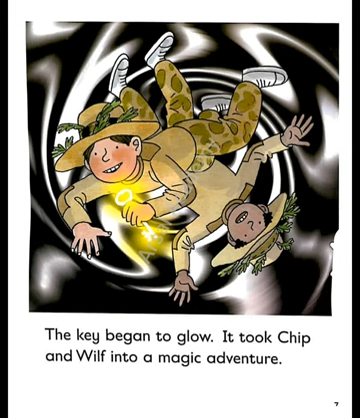 The key began to glow. It took Chip
and Wilf into a magic adventure.
7